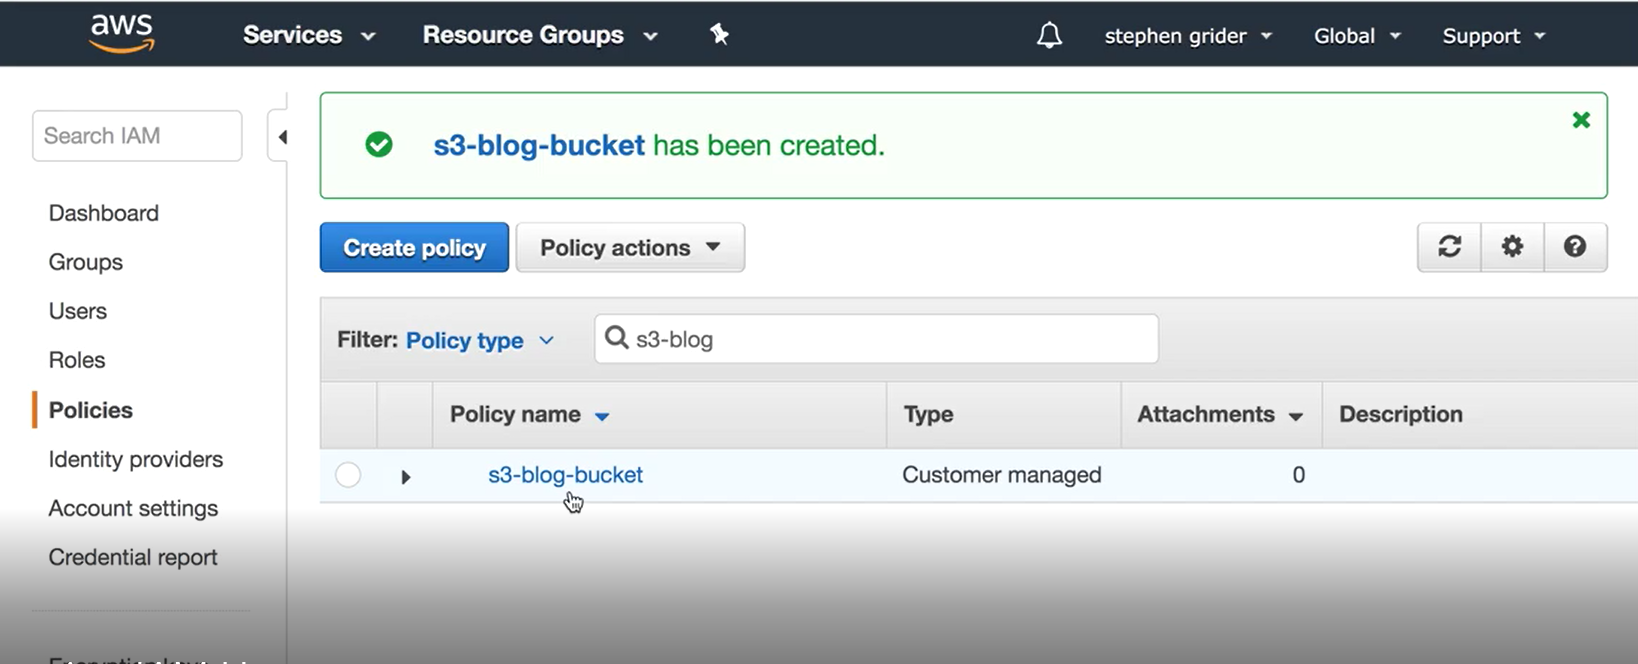 aws Services Resource Groups stephen grider Global Support
Search IAM
Dashboard
Groups
Users
Roles
Policies
Identity providers
Account settings
Credential report
s3-blog-bucket has been created.
Create policy Policy actions
Filter: Policy type s3-blog
Policy name Type Attachments Description
s3-blog-bucket Customer managed 0